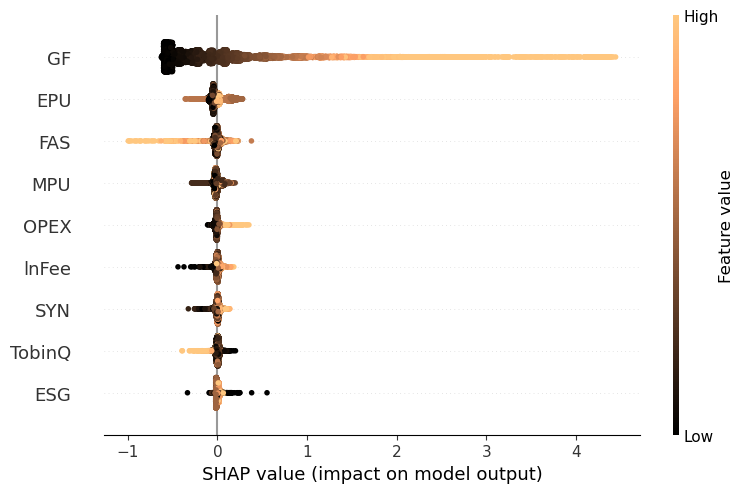 High
GF
EPU
FAS
MPU
OPEX
lnFee
SYN
TobinQ
ESG
Feature value
Low
−1 0 1 2 3 4
SHAP value (impact on model output)